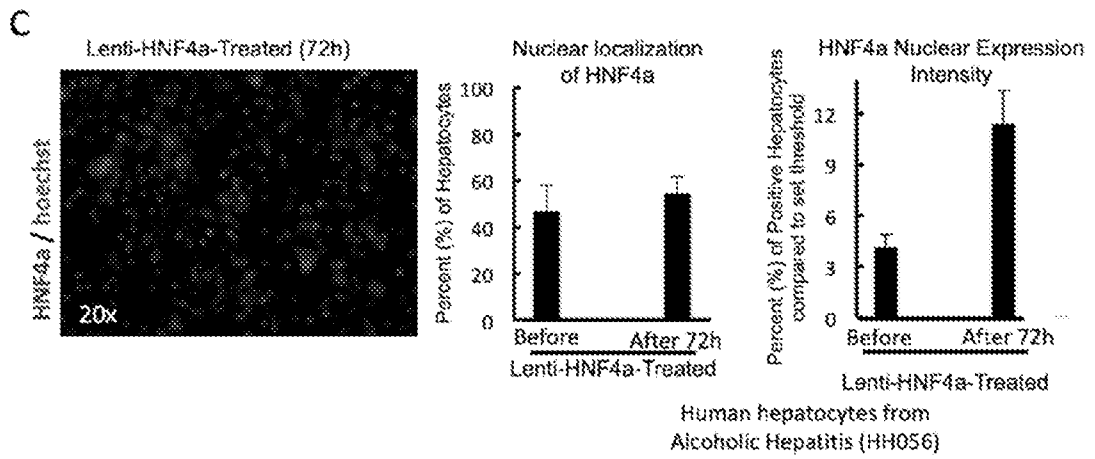 C
Lenti-HNF4a-Treated (72h)
HNF4a / hoechst
20x
Nuclear localization
of HNF4a
Percent (%) of Hepatocytes
100
80
60
40
20
0
Before
After 72h
Lenti-HNF4a-Treated
HNF4a Nuclear Expression
Intensity
Percent (%) of Positive Hepatocytes
compared to set threshold
12
9
6
3
0
Before
After 72h
Lenti-HNF4a-Treated
Human hepatocytes from
Alcoholic Hepatitis (HH056)